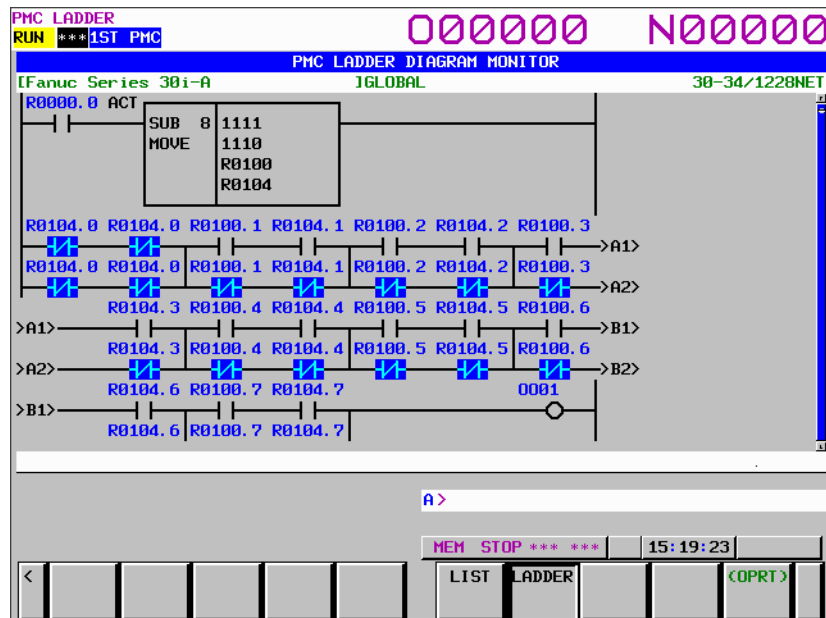 PMC LADDER
O00000 N00000
RUN ***1ST PMC
PMC LADDER DIAGRAM MONITOR
[Fanuc Series 30i-A ]GLOBAL 30-34/1228NET
R0000.0 ACT
SUB 8 1111
MOVE 1110
R0100
R0104
R0104.0 R0104.0 R0100.1 R0104.1 R0100.2 R0104.2 R0100.3
>A1>
R0104.0 R0104.0 R0100.1 R0104.1 R0100.2 R0104.2 R0100.3
>A2>
R0104.3 R0100.4 R0104.4 R0100.5 R0104.5 R0100.6
>A1> >B1>
R0104.3 R0100.4 R0104.4 R0100.5 R0104.5 R0100.6
>A2> >B2>
R0104.6 R0100.7 R0104.7 O001
>B1>
R0104.6 R0100.7 R0104.7
A>
MEM STOP *** *** 15:19:23
< LIST LADDER (OPRT)